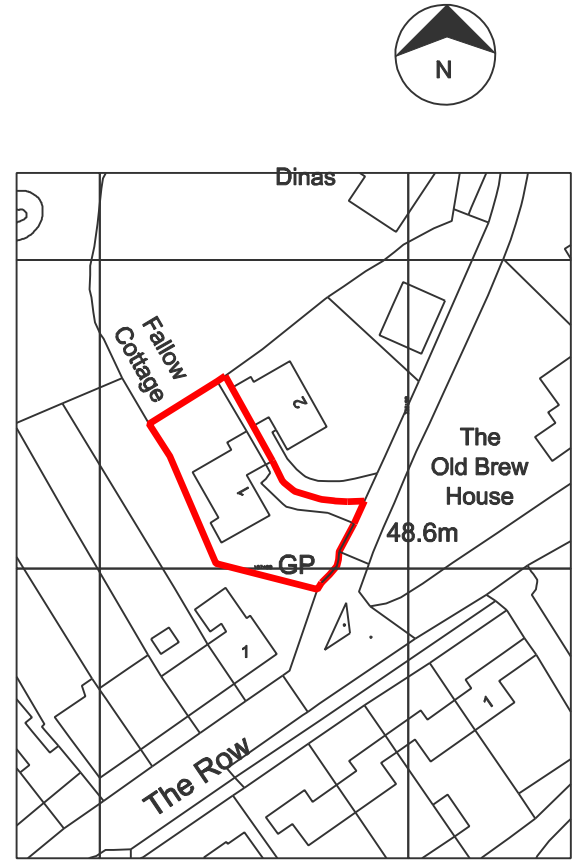 N
Dinas
Fallow
Cottage
2
The
Old Brew
House
1
48.6m
GP
1
1
The Row